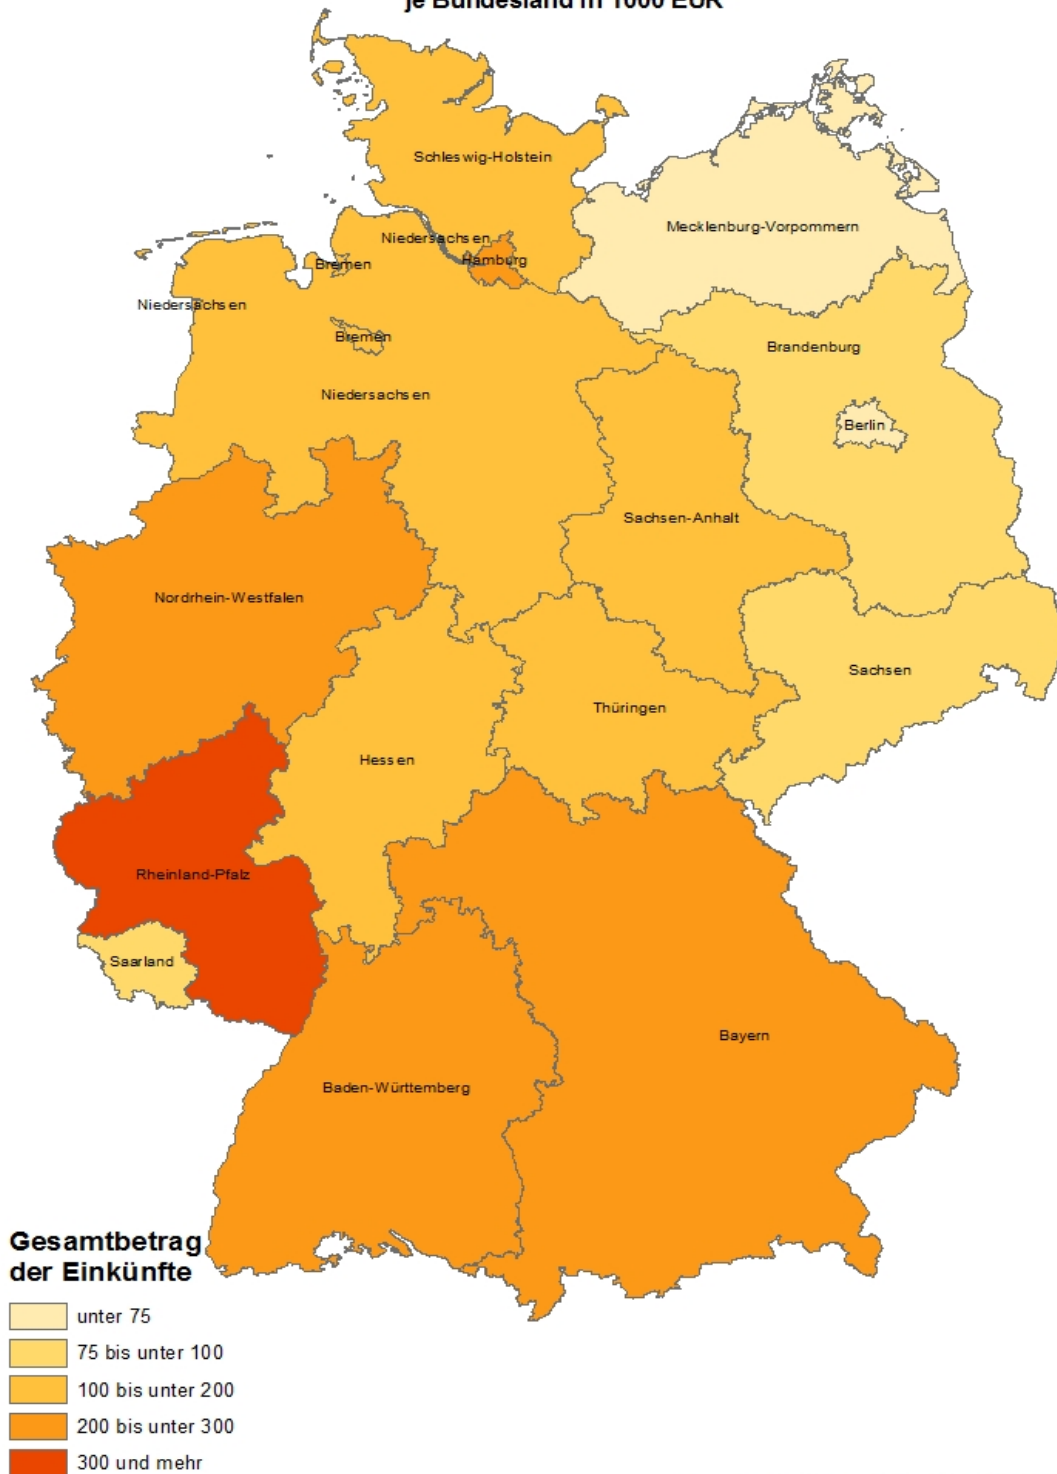 je Bundesland in 1000 EUR
Schleswig-Holstein
Mecklenburg-Vorpommern
Niedersachsen
Hamburg
Bremen
Niedersachsen
Bremen
Brandenburg
Niedersachsen
Berlin
Sachsen-Anhalt
Nordrhein-Westfalen
Sachsen
Thüringen
Hessen
Rheinland-Pfalz
Saarland
Bayern
Baden-Württemberg
Gesamtbetrag
der Einkünfte
unter 75
75 bis unter 100
100 bis unter 200
200 bis unter 300
300 und mehr